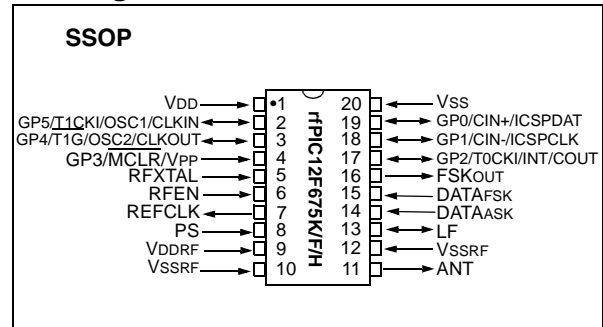 SSOP
VDD
GP5/T1CKI/OSC1/CLKIN
GP4/T1G/OSC2/CLKOUT
GP3/MCLR/VPP
RFXTAL
RFEN
REFCLK
PS
VDDRF
VSSRF
•1
2
3
4
5
6
7
8
9
10
rfPIC12F675K/F/H
20
19
18
17
16
15
14
13
12
11
VSS
GP0/CIN+/ICSPDAT
GP1/CIN-/ICSPCLK
GP2/T0CKI/INT/COUT
FSKOUT
DATAFSK
DATAASK
LF
VSSRF
ANT